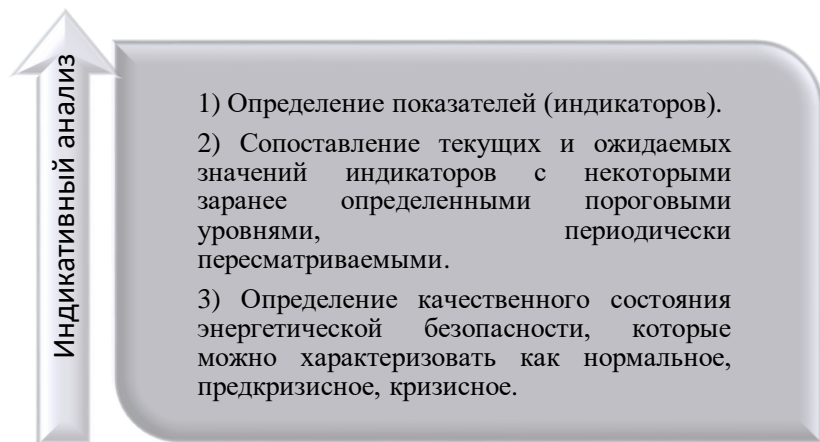 Индикативный анализ
1) Определение показателей (индикаторов).
2) Сопоставление текущих и ожидаемых
значений индикаторов с некоторыми
заранее определенными пороговыми
уровнями, периодически
пересматриваемыми.
3) Определение качественного состояния
энергетической безопасности, которые
можно характеризовать как нормальное,
предкризисное, кризисное.